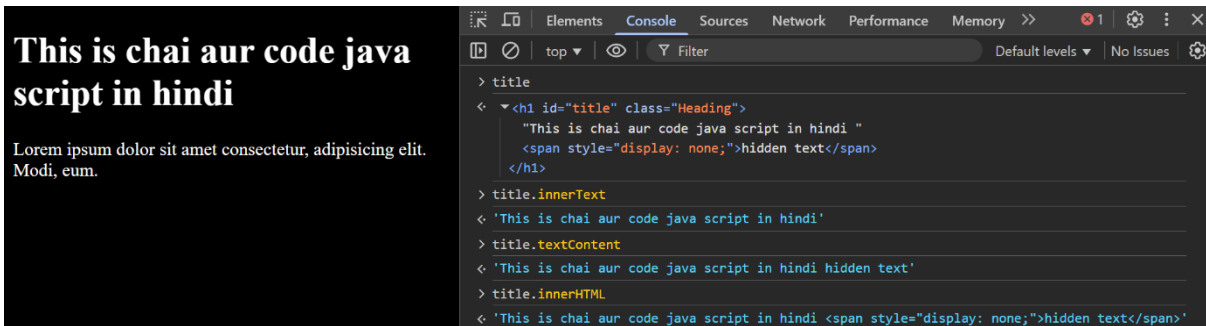 This is chai aur code java
script in hindi
Lorem ipsum dolor sit amet consectetur, adipisicing elit.
Modi, eum.
Elements Console Sources Network Performance Memory 1
top Filter Default levels No Issues
> title
<h1 id="title" class="Heading">
"This is chai aur code java script in hindi "
<span style="display: none;">hidden text</span>
</h1>
> title.innerText
'This is chai aur code java script in hindi'
> title.textContent
'This is chai aur code java script in hindi hidden text'
> title.innerHTML
'This is chai aur code java script in hindi <span style="display: none;">hidden text</span>'